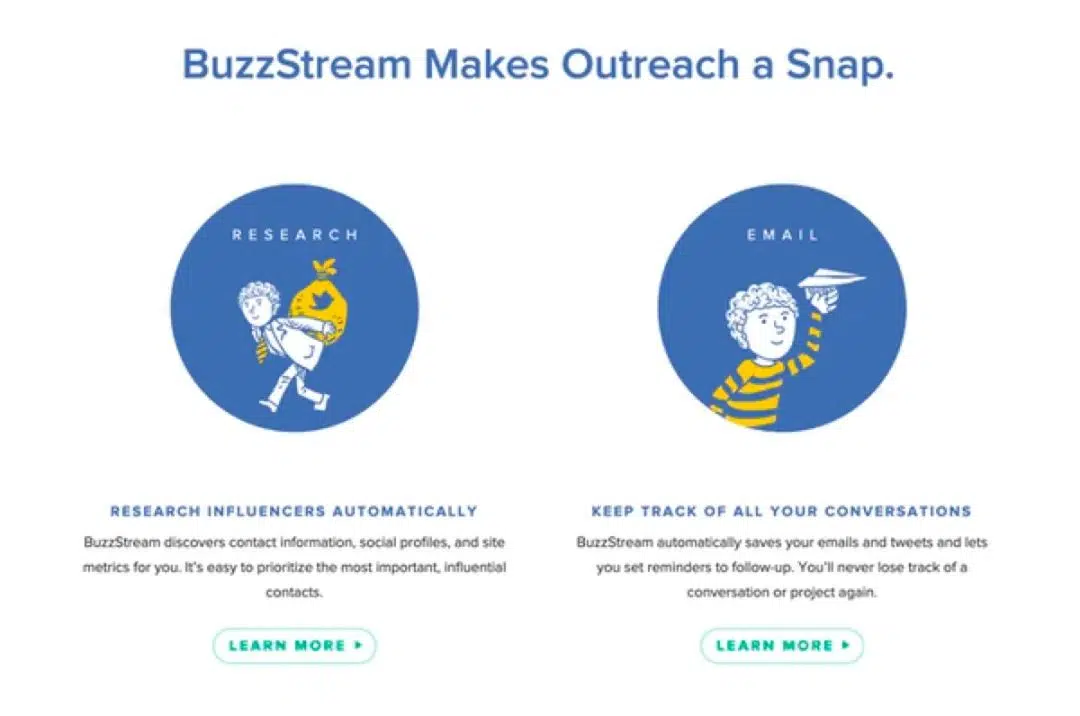 BuzzStream Makes Outreach a Snap.
RESEARCH
EMAIL
RESEARCH INFLUENCERS AUTOMATICALLY
BuzzStream discovers contact information, social profiles, and site
metrics for you. It's easy to prioritize the most important, influential
contacts.
LEARN MORE
KEEP TRACK OF ALL YOUR CONVERSATIONS
BuzzStream automatically saves your emails and tweets and lets
you set reminders to follow-up. You'll never lose track of a
conversation or project again.
LEARN MORE